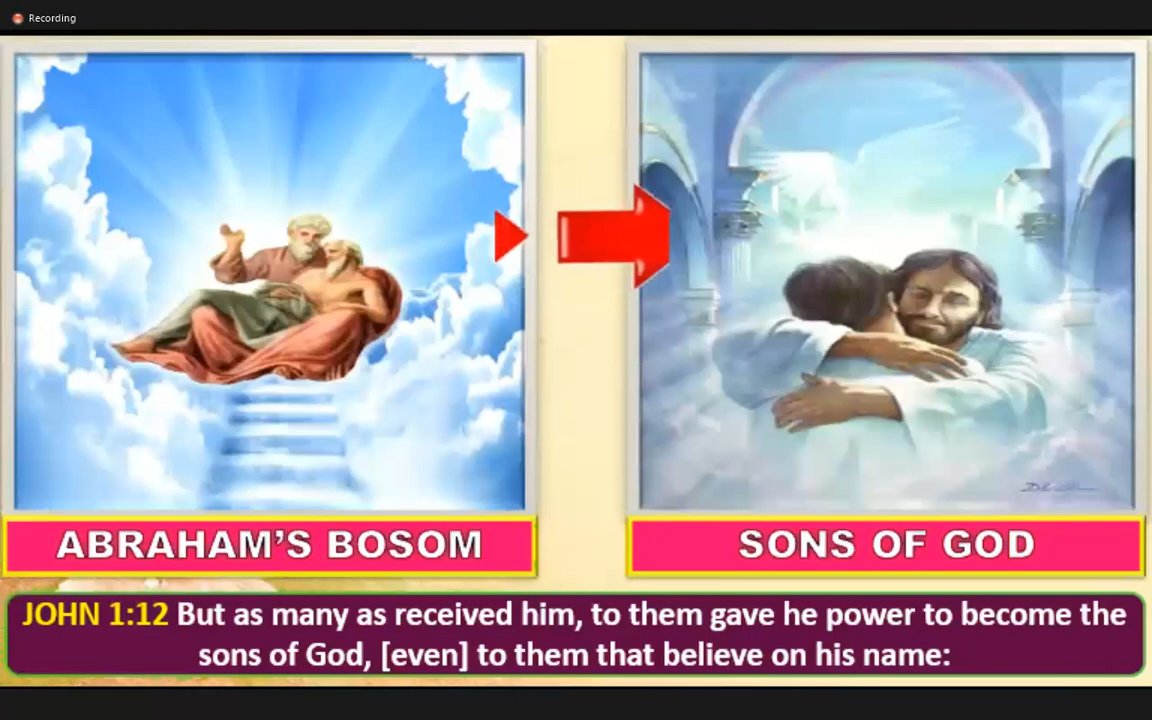 Recording
ABRAHAM'S BOSOM
SONS OF GOD
JOHN 1:12 But as many as received him, to them gave he power to become the
sons of God, [even] to them that believe on his name: